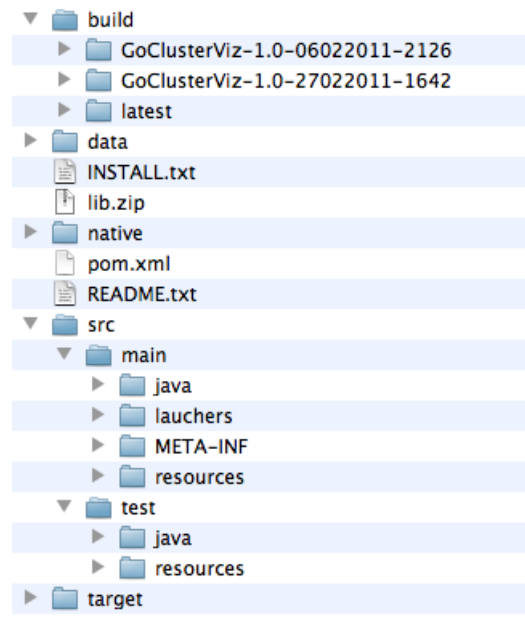 build
GoClusterViz-1.0-06022011-2126
GoClusterViz-1.0-27022011-1642
latest
data
INSTALL.txt
lib.zip
native
pom.xml
README.txt
src
main
java
lauchers
META-INF
resources
test
java
resources
target